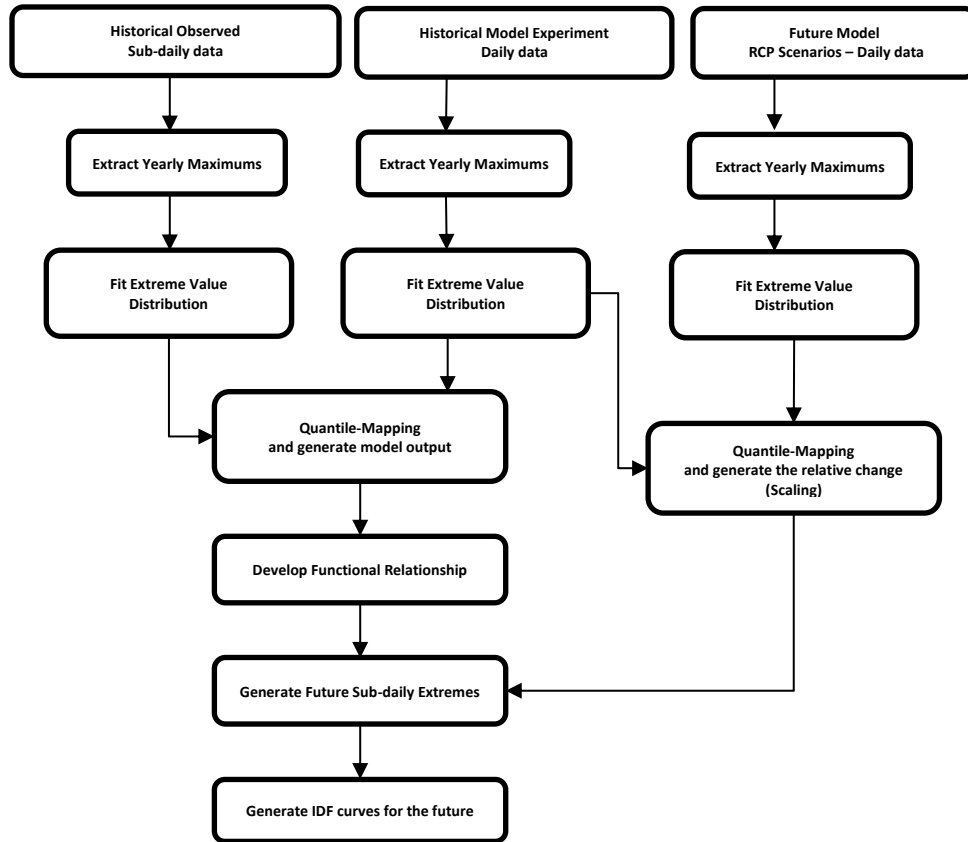 Historical Observed
Sub-daily data
Historical Model Experiment
Daily data
Future Model
RCP Scenarios – Daily data
Extract Yearly Maximums
Extract Yearly Maximums
Extract Yearly Maximums
Fit Extreme Value
Distribution
Fit Extreme Value
Distribution
Fit Extreme Value
Distribution
Quantile-Mapping
and generate model output
Quantile-Mapping
and generate the relative change
(Scaling)
Develop Functional Relationship
Generate Future Sub-daily Extremes
Generate IDF curves for the future